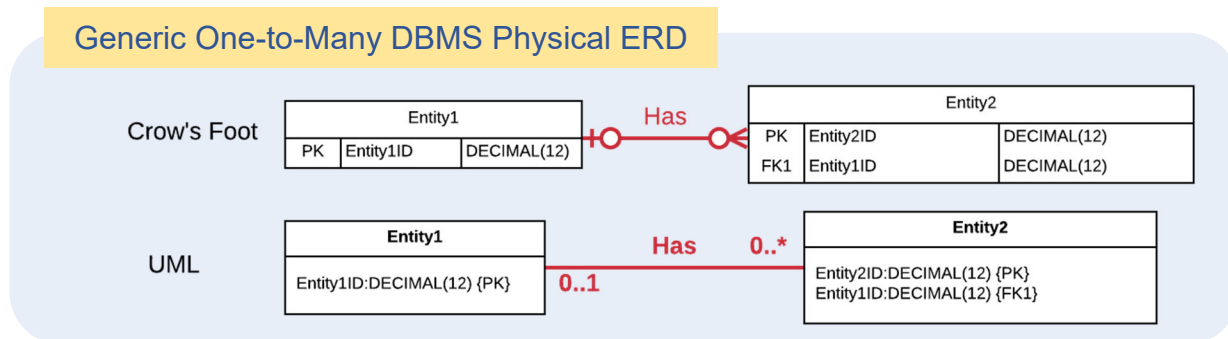 Generic One-to-Many DBMS Physical ERD
Crow's Foot
Entity1
PK Entity1ID DECIMAL(12)
Has
Entity2
PK Entity2ID DECIMAL(12)
FK1 Entity1ID DECIMAL(12)
UML
Entity1
Entity1ID:DECIMAL(12) {PK}
0..1
Has
0..*
Entity2
Entity2ID:DECIMAL(12) {PK}
Entity1ID:DECIMAL(12) {FK1}